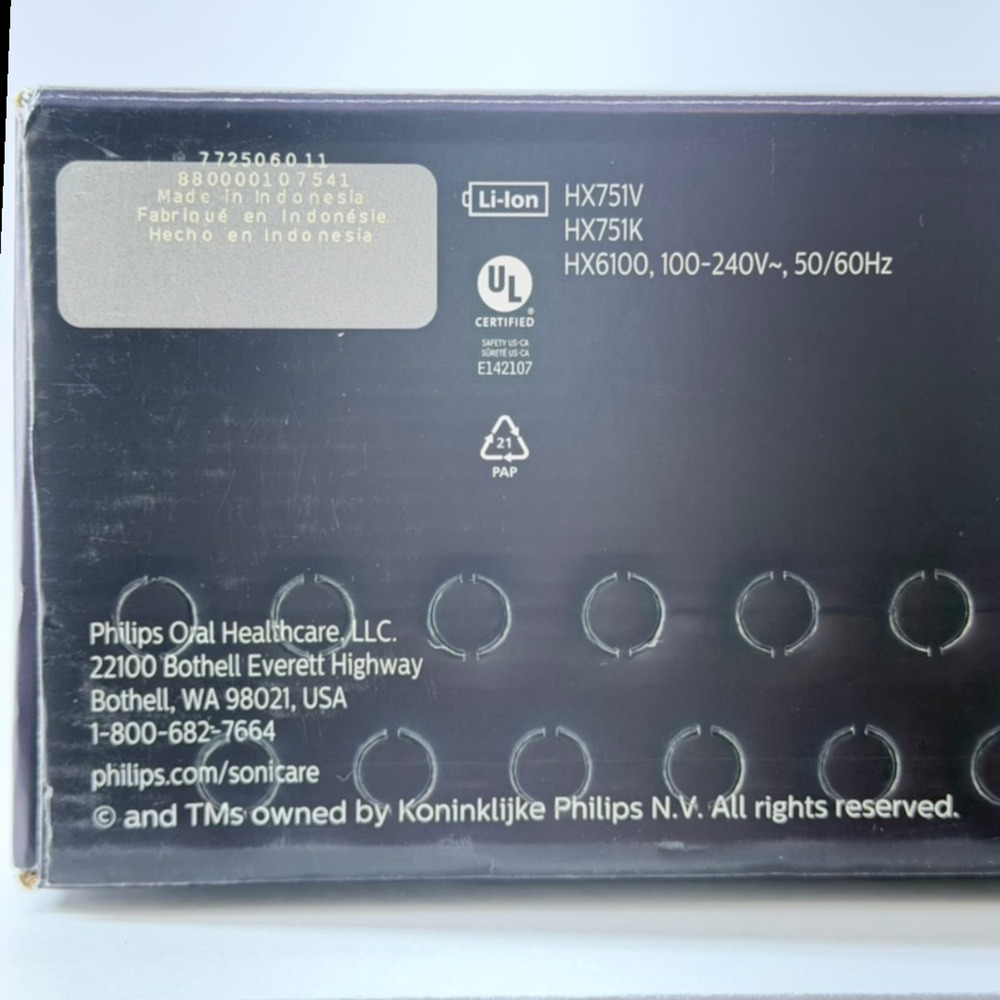 772506011
880000107541
Made in Indonesia
Fabriqué en Indonésie
Hecho en Indonesia
Li-Ion
HX751V
HX751K
HX6100, 100-240V~, 50/60Hz
UL
®
CERTIFIED
SAFETY US-CA
SÛRETÉ US-CA
E142107
21
PAP
Philips Oral Healthcare, LLC.
22100 Bothell Everett Highway
Bothell, WA 98021, USA
1-800-682-7664
philips.com/sonicare
© and TMs owned by Koninklijke Philips N.V. All rights reserved.